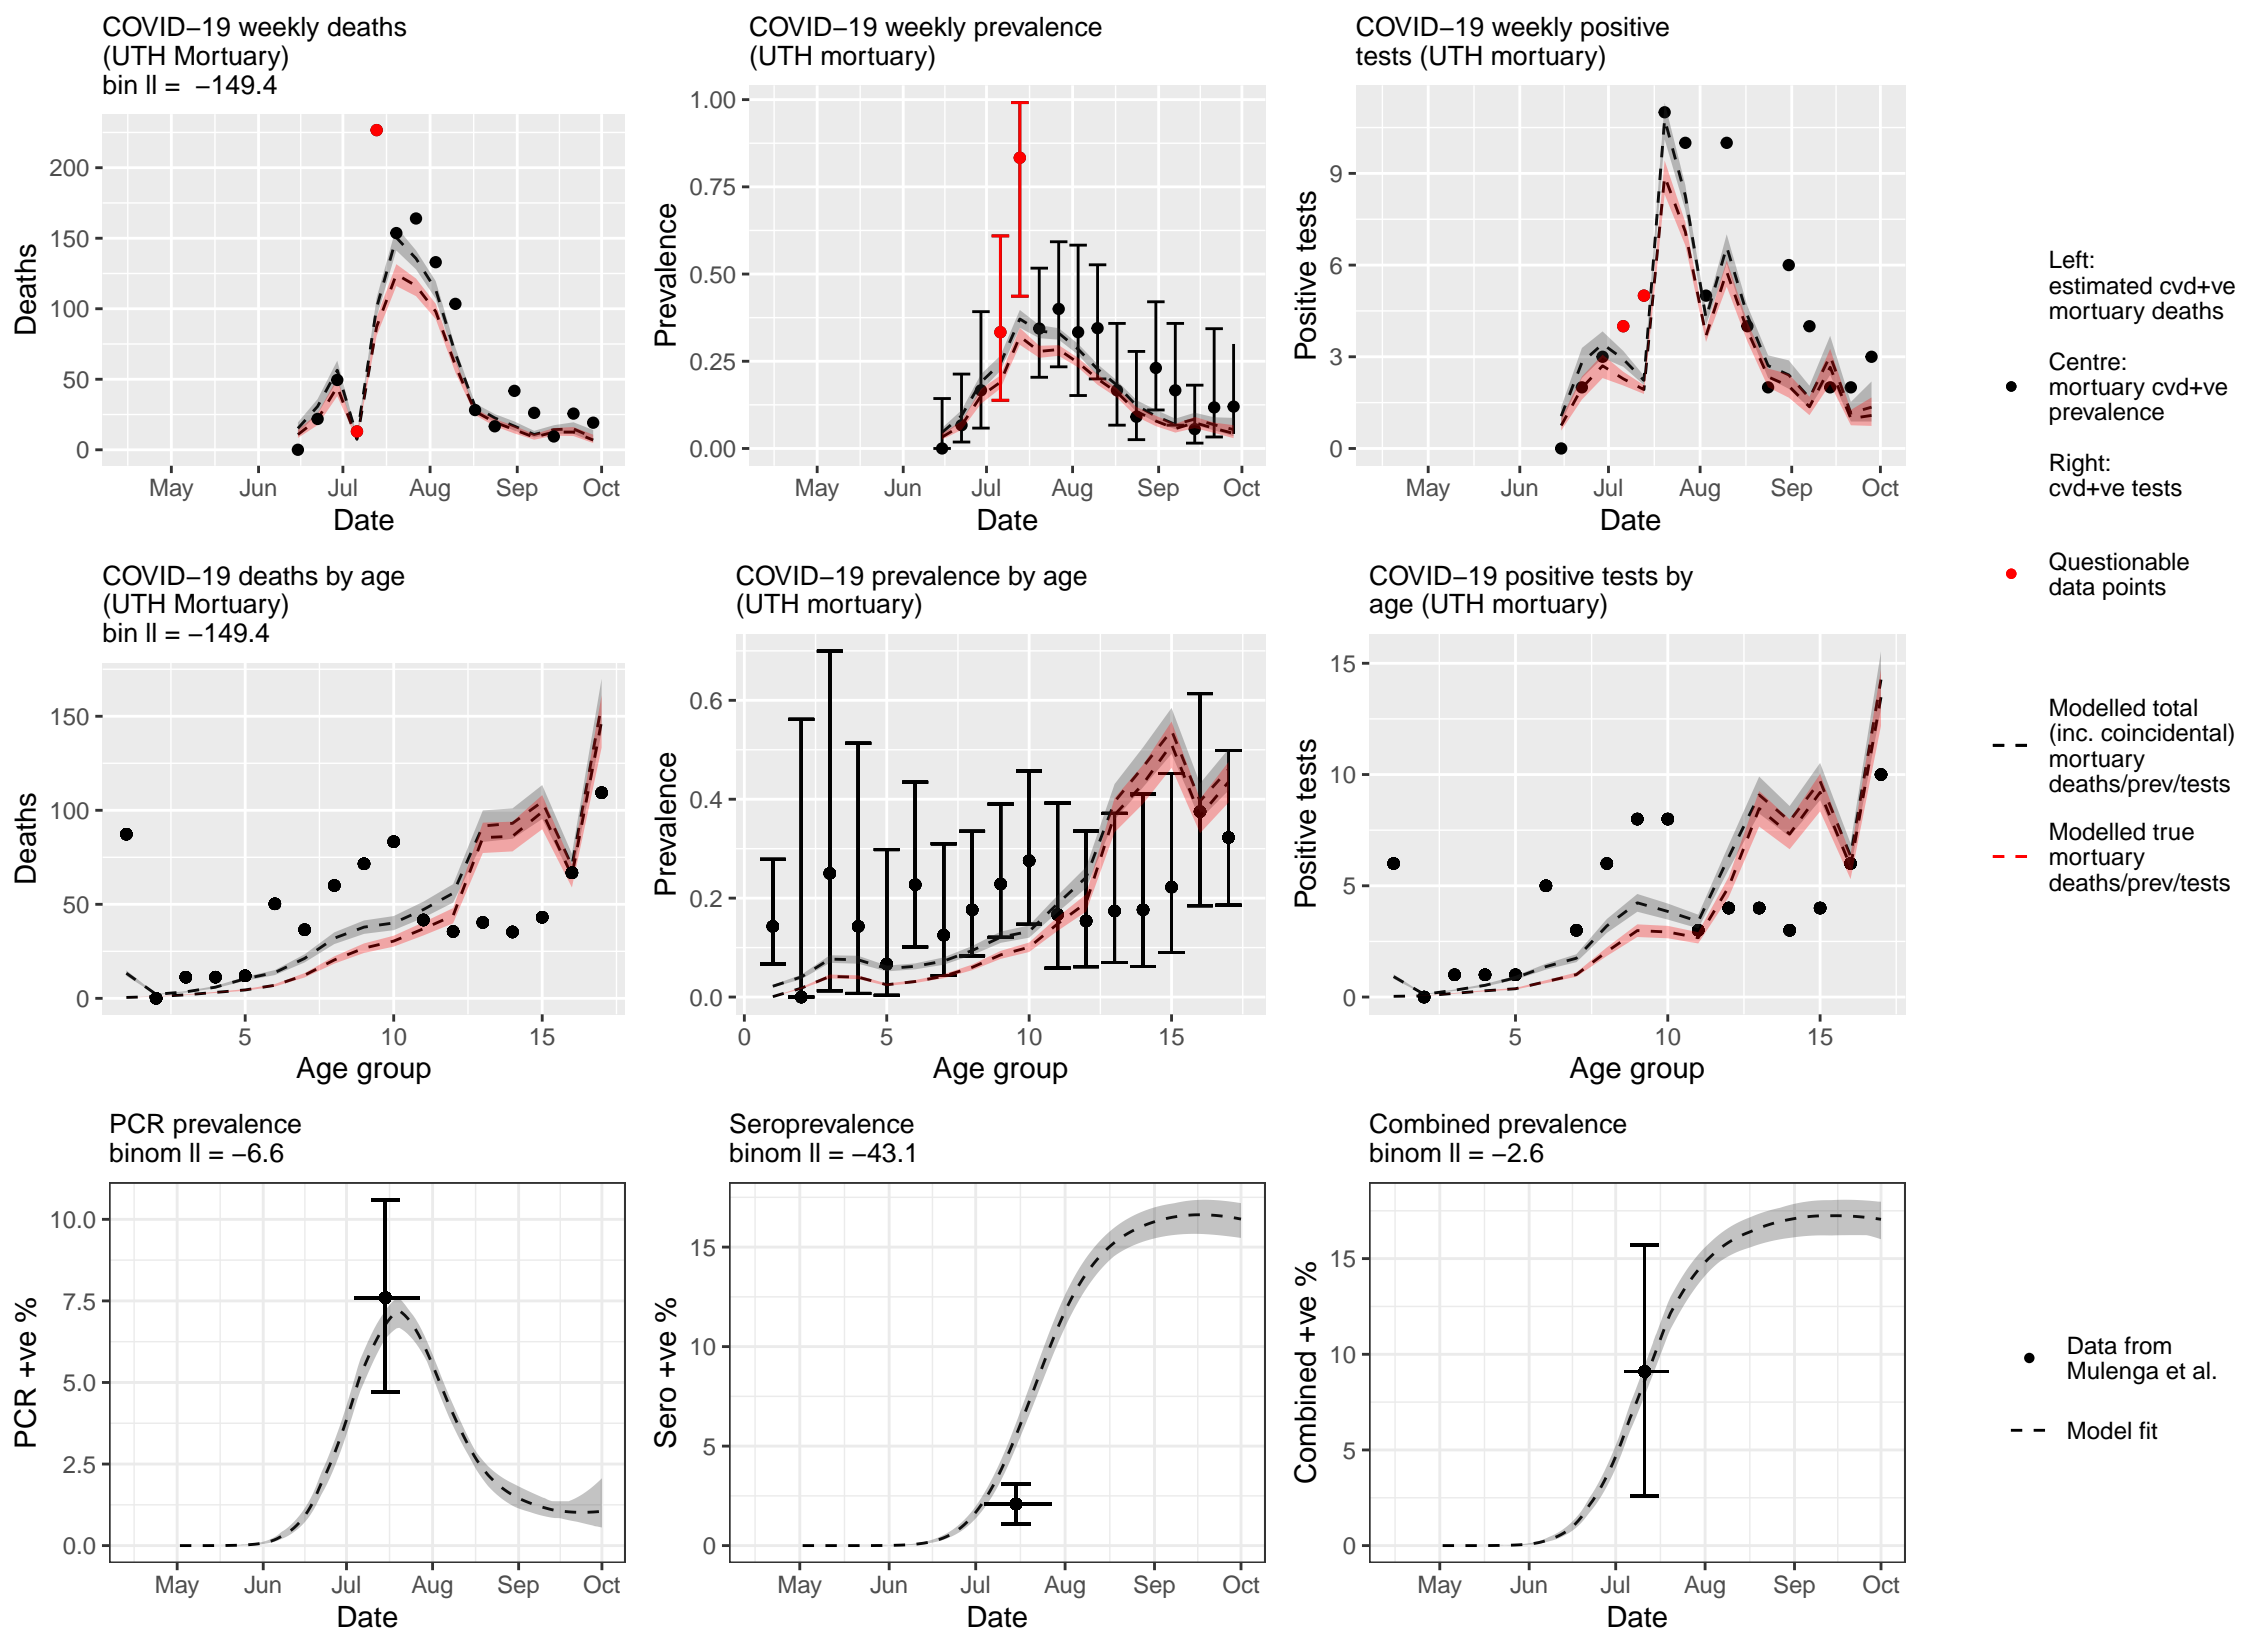 COVID−19 weekly deaths
(UTH Mortuary)
bin ll =  −149.4
200
150
100
50
0
Deaths
May Jun Jul Aug Sep Oct
Date
COVID−19 weekly prevalence
(UTH mortuary)
1.00
0.75
0.50
0.25
0.00
Prevalence
May Jun Jul Aug Sep Oct
Date
COVID−19 weekly positive
tests (UTH mortuary)
9
6
3
0
Positive tests
May Jun Jul Aug Sep Oct
Date
Left:
estimated cvd+ve
mortuary deaths
Centre:
mortuary cvd+ve
prevalence
Right:
cvd+ve tests
Questionable
data points
Modelled total
(inc. coincidental)
mortuary
deaths/prev/tests
Modelled true
mortuary
deaths/prev/tests
COVID−19 deaths by age
(UTH Mortuary)
bin ll = −149.4
150
100
50
0
Deaths
5 10 15
Age group
COVID−19 prevalence by age
(UTH mortuary)
0.6
0.4
0.2
0.0
Prevalence
0 5 10 15
Age group
COVID−19 positive tests by
age (UTH mortuary)
15
10
5
0
Positive tests
5 10 15
Age group
PCR prevalence
binom ll = −6.6
10.0
7.5
5.0
2.5
0.0
PCR +ve %
May Jun Jul Aug Sep Oct
Date
Seroprevalence
binom ll = −43.1
15
10
5
0
Sero +ve %
May Jun Jul Aug Sep Oct
Date
Combined prevalence
binom ll = −2.6
15
10
5
0
Combined +ve %
May Jun Jul Aug Sep Oct
Date
Data from
Mulenga et al.
Model fit